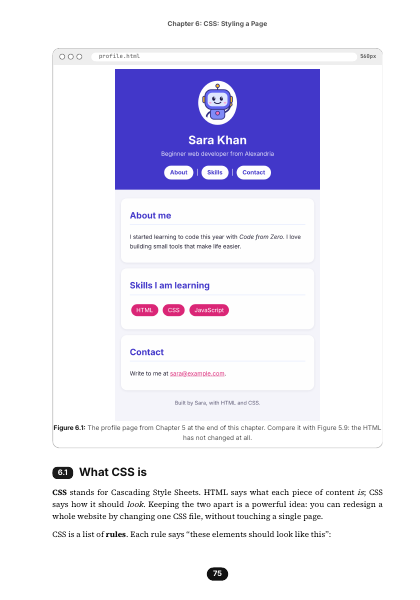 Chapter 6: CSS: Styling a Page
profile.html
560px
Sara Khan
Beginner web developer from Alexandria
About | Skills | Contact
About me
I started learning to code this year with Code from Zero. I love
building small tools that make life easier.
Skills I am learning
HTML CSS JavaScript
Contact
Write to me at sara@example.com.
Built by Sara, with HTML and CSS.
Figure 6.1: The profile page from Chapter 5 at the end of this chapter. Compare it with Figure 5.9: the HTML
has not changed at all.
6.1 What CSS is
CSS stands for Cascading Style Sheets. HTML says what each piece of content is; CSS
says how it should look. Keeping the two apart is a powerful idea: you can redesign a
whole website by changing one CSS file, without touching a single page.
CSS is a list of rules. Each rule says “these elements should look like this”:
75